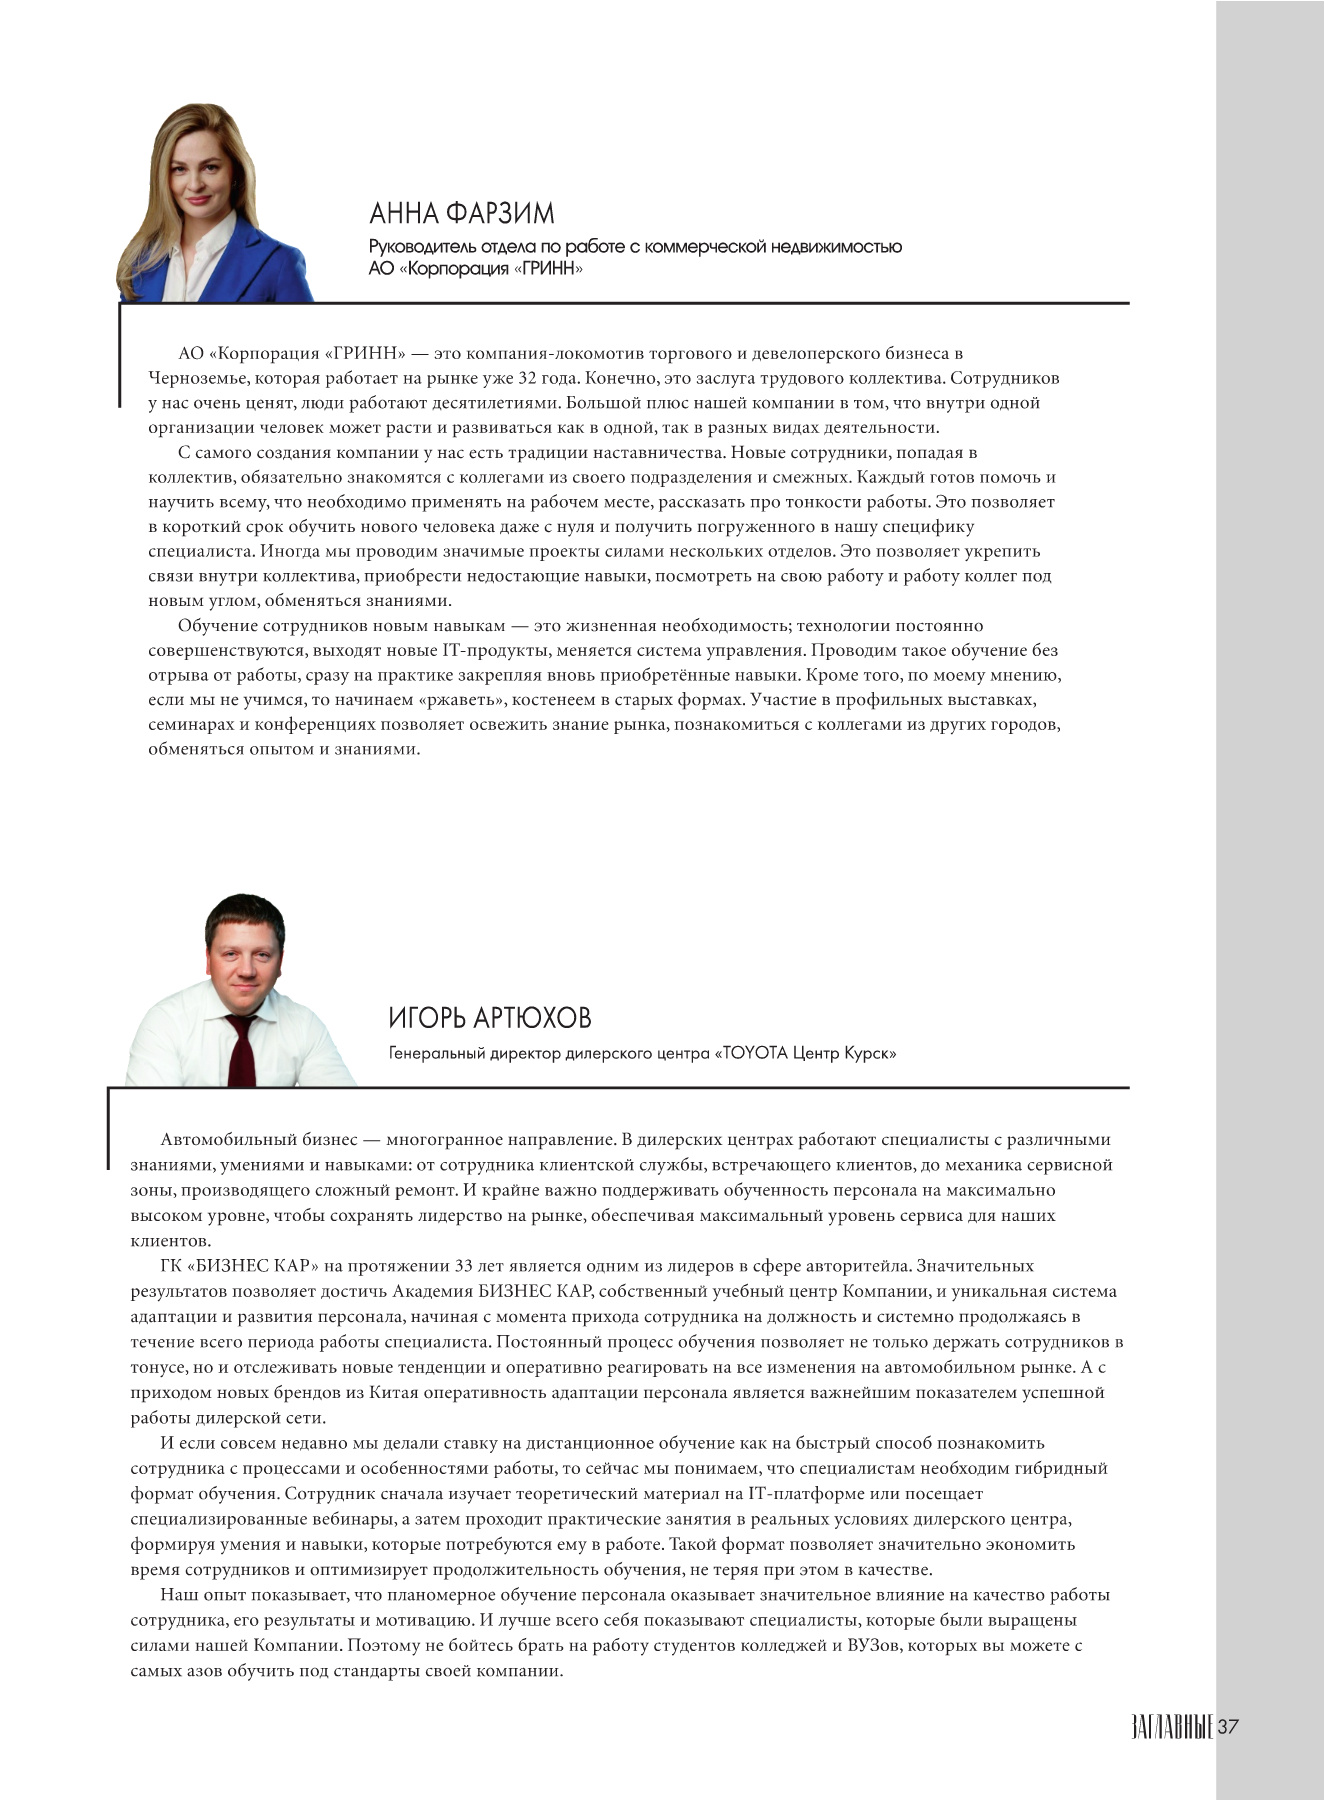 АННА ФАРЗИМ
Руководитель отдела по работе с коммерческой недвижимостью
АО «Корпорация «ГРИНН»
АО «Корпорация «ГРИНН» — это компания-локомотив торгового и девелоперского бизнеса в
Черноземье, которая работает на рынке уже 32 года. Конечно, это заслуга трудового коллектива. Сотрудников
у нас очень ценят, люди работают десятилетиями. Большой плюс нашей компании в том, что внутри одной
организации человек может расти и развиваться как в одной, так в разных видах деятельности.
С самого создания компании у нас есть традиции наставничества. Новые сотрудники, попадая в
коллектив, обязательно знакомятся с коллегами из своего подразделения и смежных. Каждый готов помочь и
научить всему, что необходимо применять на рабочем месте, рассказать про тонкости работы. Это позволяет
в короткий срок обучить нового человека даже с нуля и получить погруженного в нашу специфику
специалиста. Иногда мы проводим значимые проекты силами нескольких отделов. Это позволяет укрепить
связи внутри коллектива, приобрести недостающие навыки, посмотреть на свою работу и работу коллег под
новым углом, обменяться знаниями.
Обучение сотрудников новым навыкам — это жизненная необходимость; технологии постоянно
совершенствуются, выходят новые IT-продукты, меняется система управления. Проводим такое обучение без
отрыва от работы, сразу на практике закрепляя вновь приобретённые навыки. Кроме того, по моему мнению,
если мы не учимся, то начинаем «ржаветь», костенеем в старых формах. Участие в профильных выставках,
семинарах и конференциях позволяет освежить знание рынка, познакомиться с коллегами из других городов,
обменяться опытом и знаниями.
ИГОРЬ АРТЮХОВ
Генеральный директор дилерского центра «TOYOTA Центр Курск»
Автомобильный бизнес — многогранное направление. В дилерских центрах работают специалисты с различными
знаниями, умениями и навыками: от сотрудника клиентской службы, встречающего клиентов, до механика сервисной
зоны, производящего сложный ремонт. И крайне важно поддерживать обученность персонала на максимально
высоком уровне, чтобы сохранять лидерство на рынке, обеспечивая максимальный уровень сервиса для наших
клиентов.
ГК «БИЗНЕС КАР» на протяжении 33 лет является одним из лидеров в сфере авторитейла. Значительных
результатов позволяет достичь Академия БИЗНЕС КАР, собственный учебный центр Компании, и уникальная система
адаптации и развития персонала, начиная с момента прихода сотрудника на должность и системно продолжаясь в
течение всего периода работы специалиста. Постоянный процесс обучения позволяет не только держать сотрудников в
тонусе, но и отслеживать новые тенденции и оперативно реагировать на все изменения на автомобильном рынке. А с
приходом новых брендов из Китая оперативность адаптации персонала является важнейшим показателем успешной
работы дилерской сети.
И если совсем недавно мы делали ставку на дистанционное обучение как на быстрый способ познакомить
сотрудника с процессами и особенностями работы, то сейчас мы понимаем, что специалистам необходим гибридный
формат обучения. Сотрудник сначала изучает теоретический материал на IT-платформе или посещает
специализированные вебинары, а затем проходит практические занятия в реальных условиях дилерского центра,
формируя умения и навыки, которые потребуются ему в работе. Такой формат позволяет значительно экономить
время сотрудников и оптимизирует продолжительность обучения, не теряя при этом в качестве.
Наш опыт показывает, что планомерное обучение персонала оказывает значительное влияние на качество работы
сотрудника, его результаты и мотивацию. И лучше всего себя показывают специалисты, которые были выращены
силами нашей Компании. Поэтому не бойтесь брать на работу студентов колледжей и ВУЗов, которых вы можете с
самых азов обучить под стандарты своей компании.
ЗАГЛАВНЫЕ 37